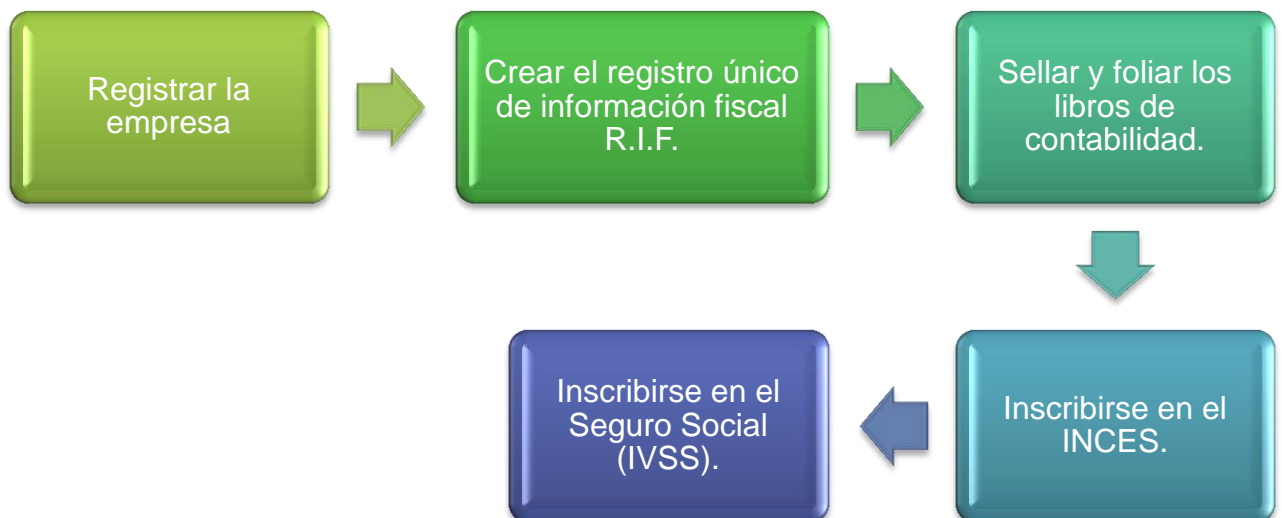 Registrar la
empresa
Crear el registro único
de información fiscal
R.I.F.
Sellar y foliar los
libros de
contabilidad.
Inscribirse en el
INCES.
Inscribirse en el
Seguro Social
(IVSS).